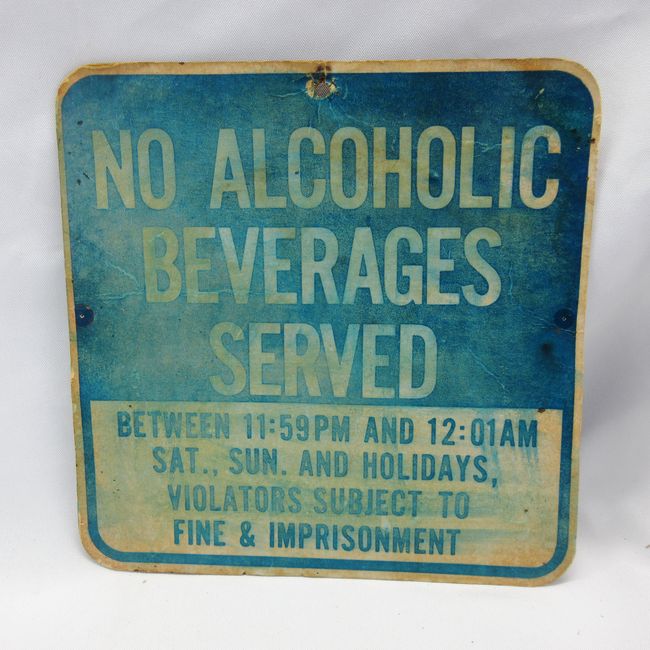 NO ALCOHOLIC
BEVERAGES
SERVED
BETWEEN 11:59PM AND 12:01AM
SAT., SUN. AND HOLIDAYS,
VIOLATORS SUBJECT TO
FINE & IMPRISONMENT